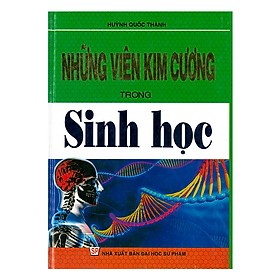 HUỲNH QUỐC THÀNH
NHỮNG VIÊN KIM CƯƠNG
TRONG
Sinh học
NHÀ XUẤT BẢN ĐẠI HỌC SƯ PHẠM